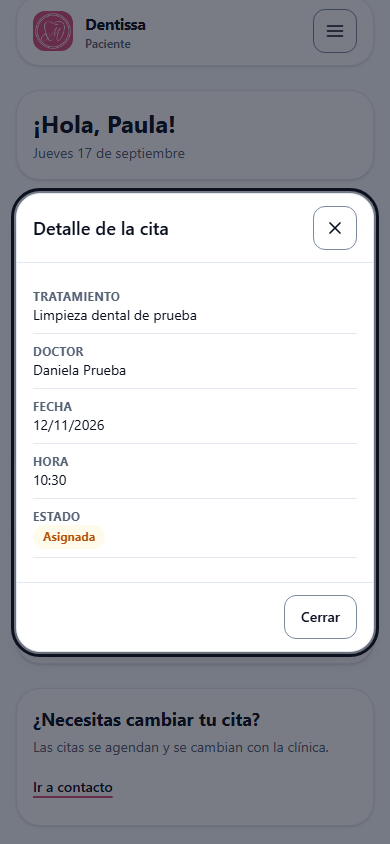 Dentissa
Paciente
¡Hola, Paula!
Jueves 17 de septiembre
Detalle de la cita
TRATAMIENTO
Limpieza dental de prueba
DOCTOR
Daniela Prueba
FECHA
12/11/2026
HORA
10:30
ESTADO
Asignada
Cerrar
¿Necesitas cambiar tu cita?
Las citas se agendan y se cambian con la clínica.
Ir a contacto